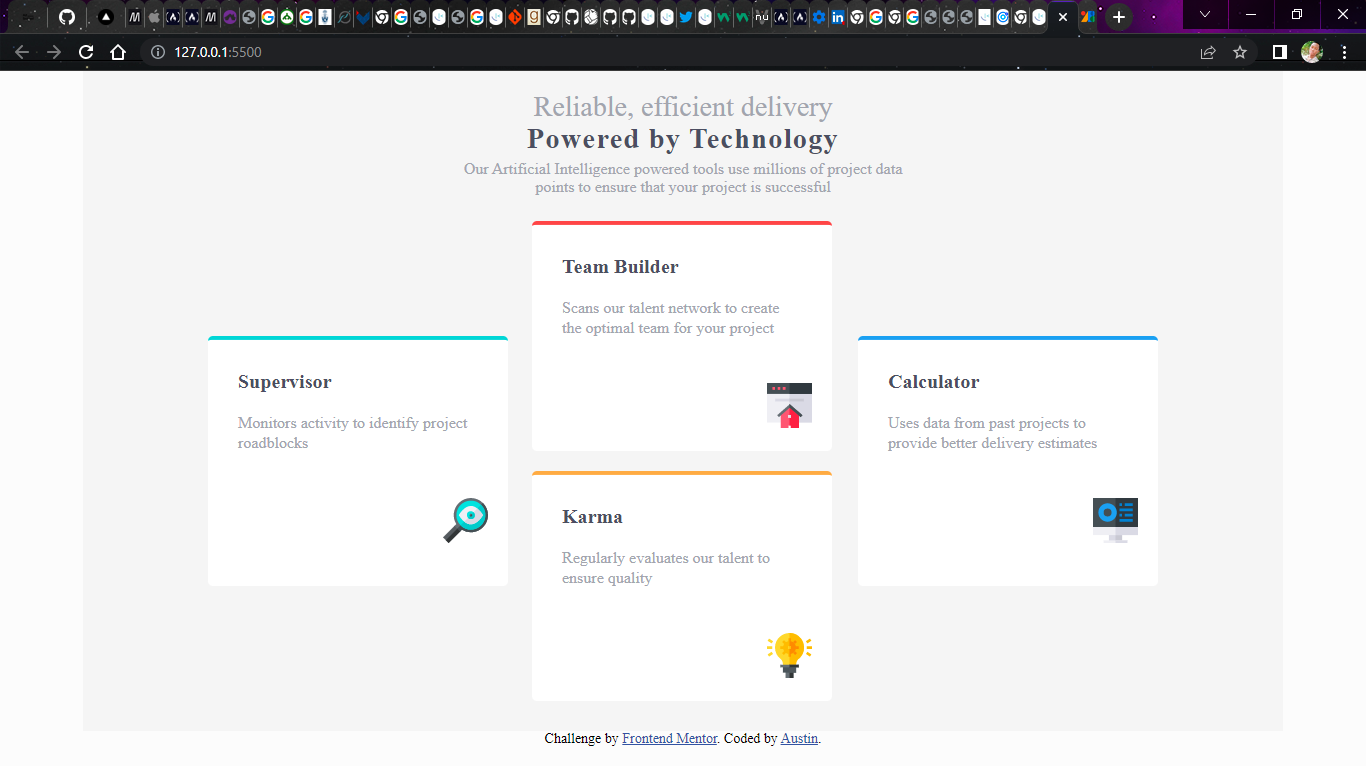 127.0.0.1:5500
Reliable, efficient delivery
Powered by Technology
Our Artificial Intelligence powered tools use millions of project data
points to ensure that your project is successful
Team Builder
Scans our talent network to create
the optimal team for your project
Supervisor
Monitors activity to identify project
roadblocks
Calculator
Uses data from past projects to
provide better delivery estimates
Karma
Regularly evaluates our talent to
ensure quality
Challenge by Frontend Mentor. Coded by Austin.